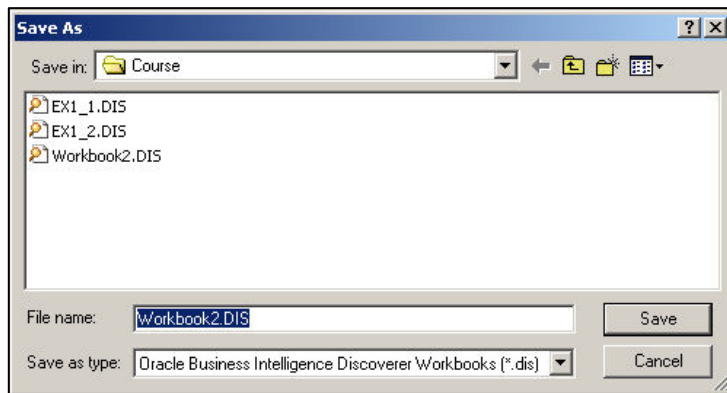 Save As
Save in: Course
EX1_1.DIS
EX1_2.DIS
Workbook2.DIS
File name: Workbook2.DIS Save
Save as type: Oracle Business Intelligence Discoverer Workbooks (*.dis) Cancel